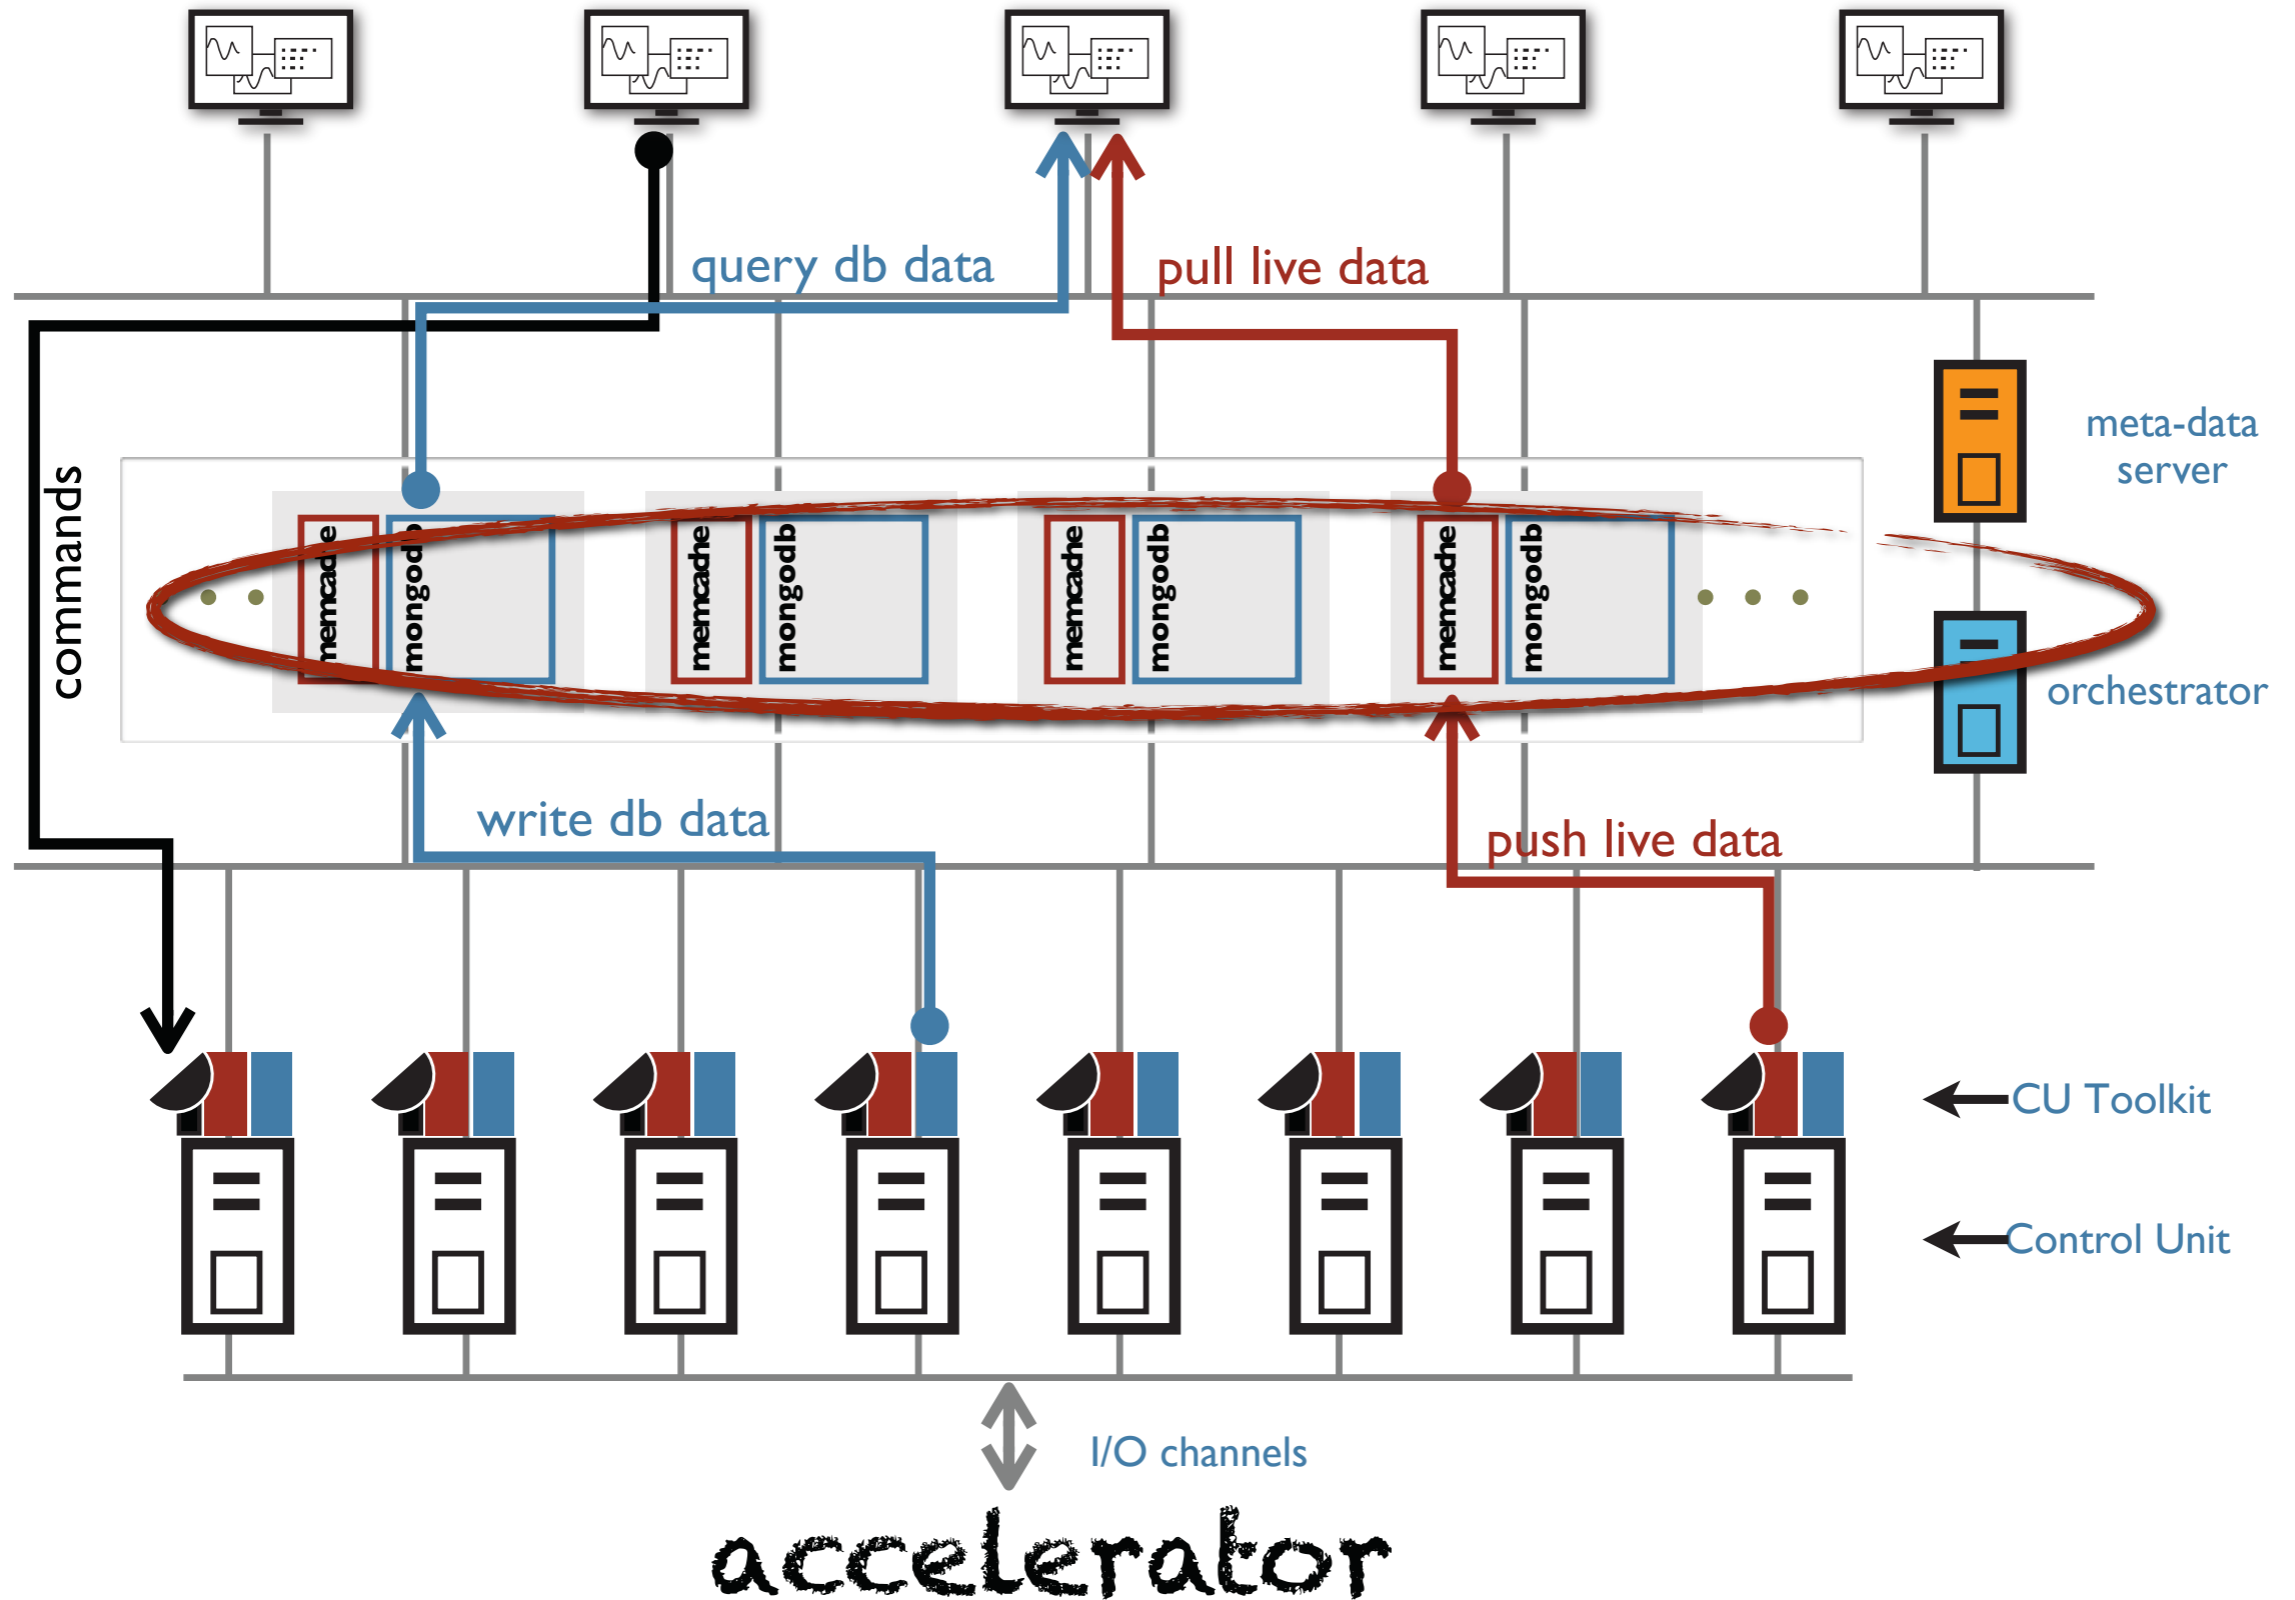 query db data
pull live data
commands
meta-data
server
memcache
mongodb
memcache
mongodb
memcache
mongodb
memcache
mongodb
orchestrator
write db data
push live data
CU Toolkit
Control Unit
I/O channels
accelerator